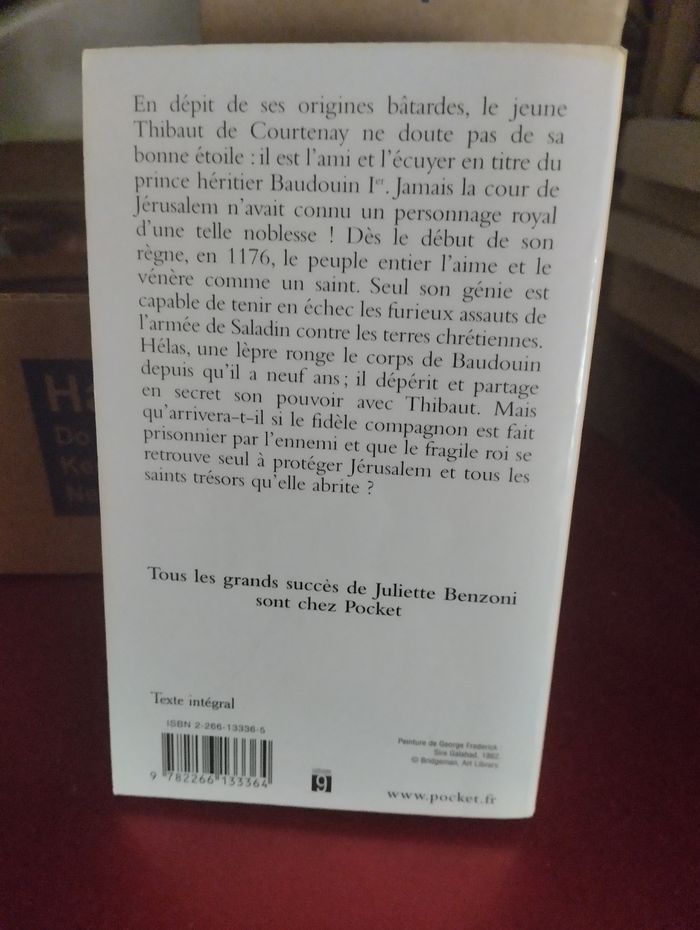 En dépit de ses origines bâtardes, le jeune
Thibaut de Courtenay ne doute pas de sa
bonne étoile : il est l'ami et l'écuyer en titre du
prince héritier Baudouin Ier. Jamais la cour de
Jérusalem n'avait connu un personnage royal
d'une telle noblesse ! Dès le début de son
règne, en 1176, le peuple entier l'aime et le
vénère comme un saint. Seul son génie est
capable de tenir en échec les furieux assauts de
l'armée de Saladin contre les terres chrétiennes.
Hélas, une lèpre ronge le corps de Baudouin
depuis qu'il a neuf ans ; il dépérit et partage
en secret son pouvoir avec Thibaut. Mais
qu'arrivera-t-il si le fidèle compagnon est fait
prisonnier par l'ennemi et que le fragile roi se
retrouve seul à protéger Jérusalem et tous les
saints trésors qu'elle abrite ?
Tous les grands succès de Juliette Benzoni
sont chez Pocket
Texte intégral
ISBN 2-266-13336-5
9 782266 133364
9
Peinture de George Frederick :
Sire Galahad, 1862.
© Bridgeman, Art Library.
www.pocket.fr
Ha
Do
Ke
Ne